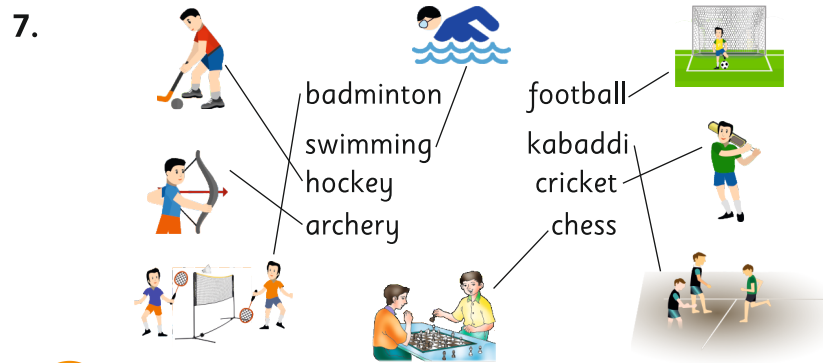 7.
badminton
swimming
hockey
archery
football
kabaddi
cricket
chess